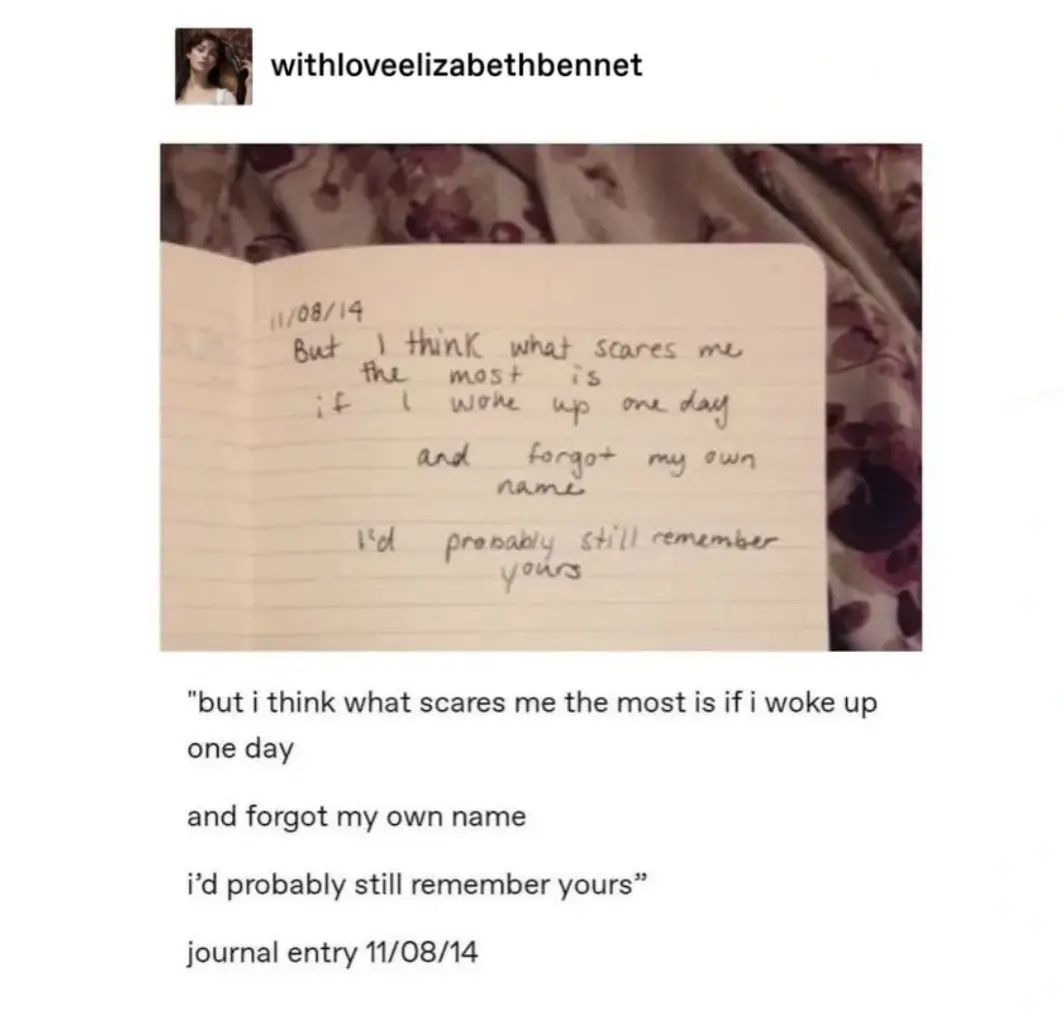 withloveelizabethbennet
11/08/14
But I think what scares me
the most is
if I woke up one day
and forgot my own
name
I'd probably still remember
yours
"but i think what scares me the most is if i woke up
one day
and forgot my own name
i’d probably still remember yours”
journal entry 11/08/14